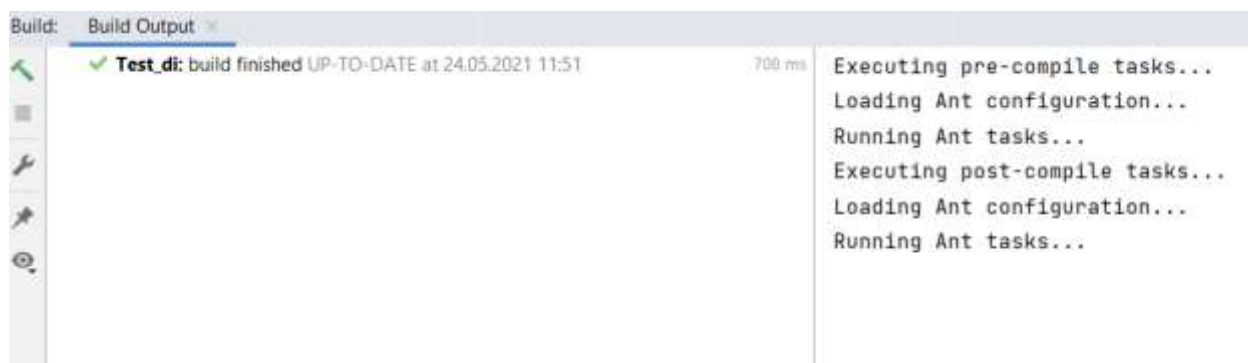 Build: Build Output
Test_di: build finished UP-TO-DATE at 24.05.2021 11:51 708 ms
Executing pre-compile tasks...
Loading Ant configuration...
Running Ant tasks...
Executing post-compile tasks...
Loading Ant configuration...
Running Ant tasks...